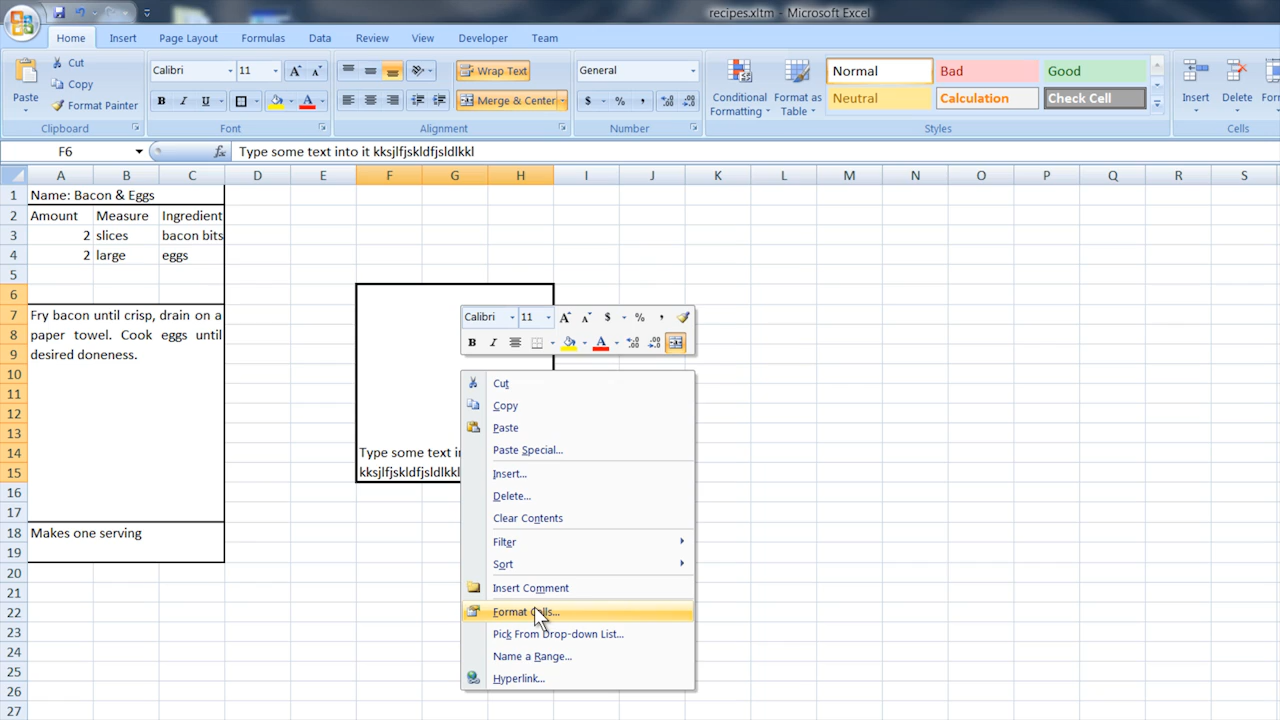 recipes.xltm - Microsoft Excel
Home Insert Page Layout Formulas Data Review View Developer Team
Paste Cut Copy Format Painter
Clipboard
Calibri 11
B I U A
Font
Wrap Text
Merge & Center
Alignment
General
$ % ,
Number
Conditional Formatting Format as Table
Normal Bad Good
Neutral Calculation Check Cell
Styles
Insert Delete
Cells
F6 fx Type some text into it kksjlfjskldfjsldlkkl
A B C D E F G H I J K L M N O P Q R S
1 Name: Bacon & Eggs
2 Amount Measure Ingredient
3 2 slices bacon bits
4 2 large eggs
5
6
7 Fry bacon until crisp, drain on a
8 paper towel. Cook eggs until
9 desired doneness.
10
11
12
13
14 Type some text in
15 kksjlfjskldfjsldlkkl
16
17
18 Makes one serving
19
20
21
22
23
24
25
26
27
Calibri 11 A A $ % ,
B I A
Cut
Copy
Paste
Paste Special...
Insert...
Delete...
Clear Contents
Filter
Sort
Insert Comment
Format Cells...
Pick From Drop-down List...
Name a Range...
Hyperlink...